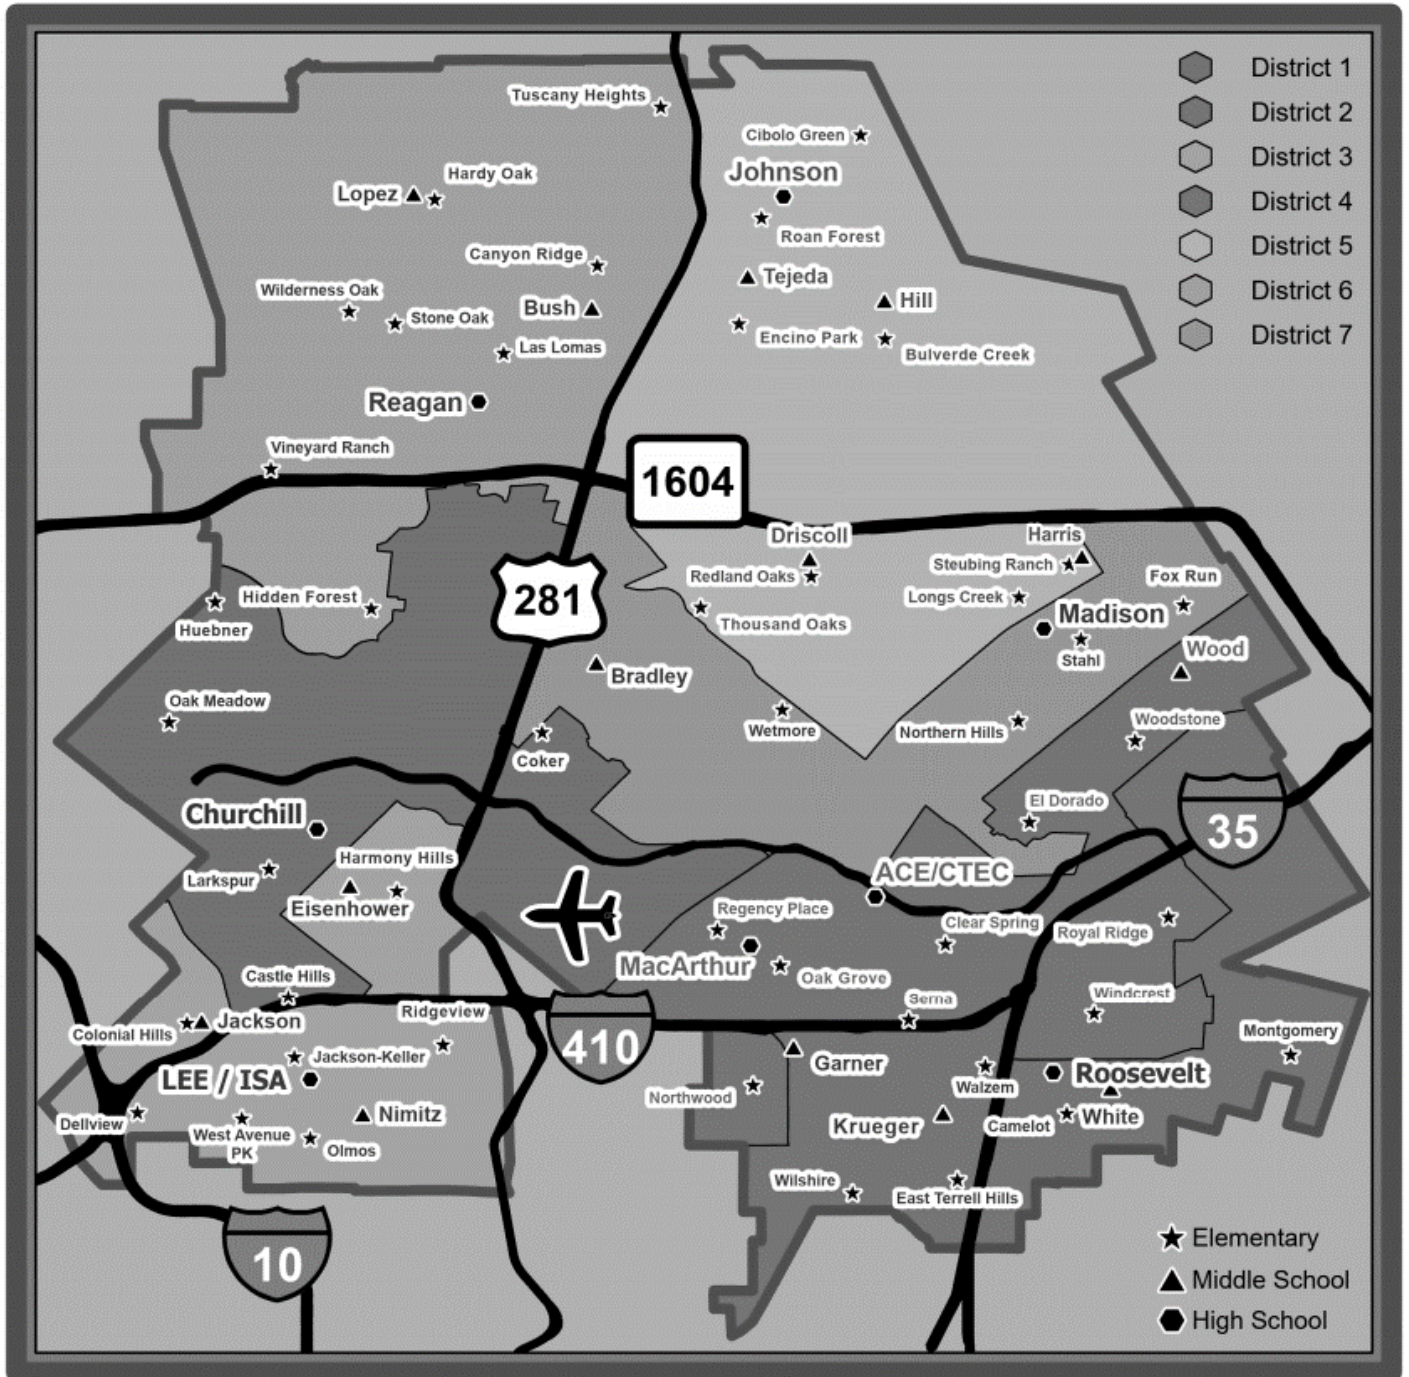 District 1
Tuscany Heights
District 2
Cibolo Green
District 3
Johnson
Hardy Oak
Lopez
District 4
Roan Forest
District 5
Canyon Ridge
Tejeda
Wilderness Oak
Hill
District 6
Bush
Stone Oak
Encino Park
District 7
Las Lomas
Bulverde Creek
Reagan
Vineyard Ranch
1604
Driscoll
Harris
Steubing Ranch
Redland Oaks
Fox Run
Hidden Forest
281
Longs Creek
Madison
Huebner
Thousand Oaks
Stahl
Wood
Bradley
Oak Meadow
Woodstone
Wetmore
Northern Hills
Coker
El Dorado
Churchill
35
Harmony Hills
ACE/CTEC
Larkspur
Eisenhower
Regency Place
Clear Spring
Royal Ridge
MacArthur
Castle Hills
Oak Grove
Windcrest
Serna
Ridgeview
Jackson
Colonial Hills
Montgomery
410
Jackson-Keller
Garner
LEE / ISA
Roosevelt
Walzem
Northwood
Nimitz
White
Dellview
Krueger
Camelot
West Avenue
PK
Olmos
Wilshire
East Terrell Hills
10
Elementary
Middle School
High School